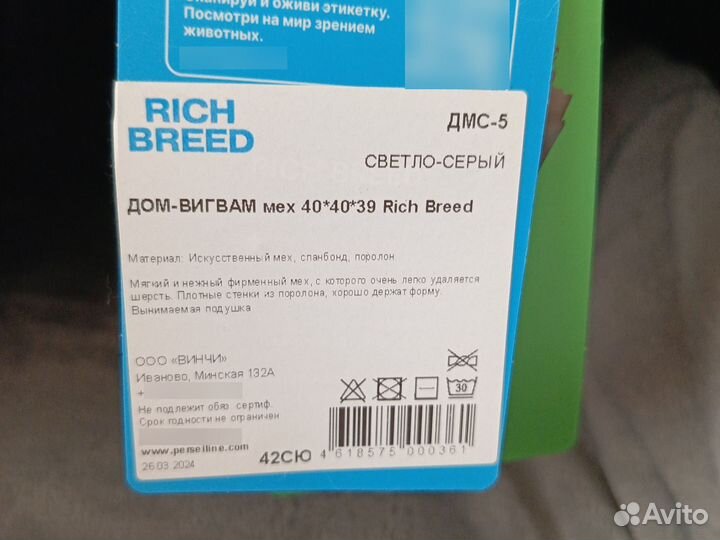 и оживи этикетку.
Посмотри на мир зрением
животных.
RICH
BREED
ДМС-5
СВЕТЛО-СЕРЫЙ
ДОМ-ВИГВАМ мех 40*40*39 Rich Breed
Материал: Искусственный мех, спанбонд, поролон
Мягкий и нежный фирменный мех, с которого очень легко удаляется
шерсть. Плотные стенки из поролона, хорошо держат форму.
Вынимаемая подушка
ООО «ВИНЧИ»
Иваново, Минская 132А
+
Не подлежит обяз. сертиф.
Срок годности не ограничен
www.perseiline.com
26.03.2024
30
42СЮ
4 618575 000361
Avito